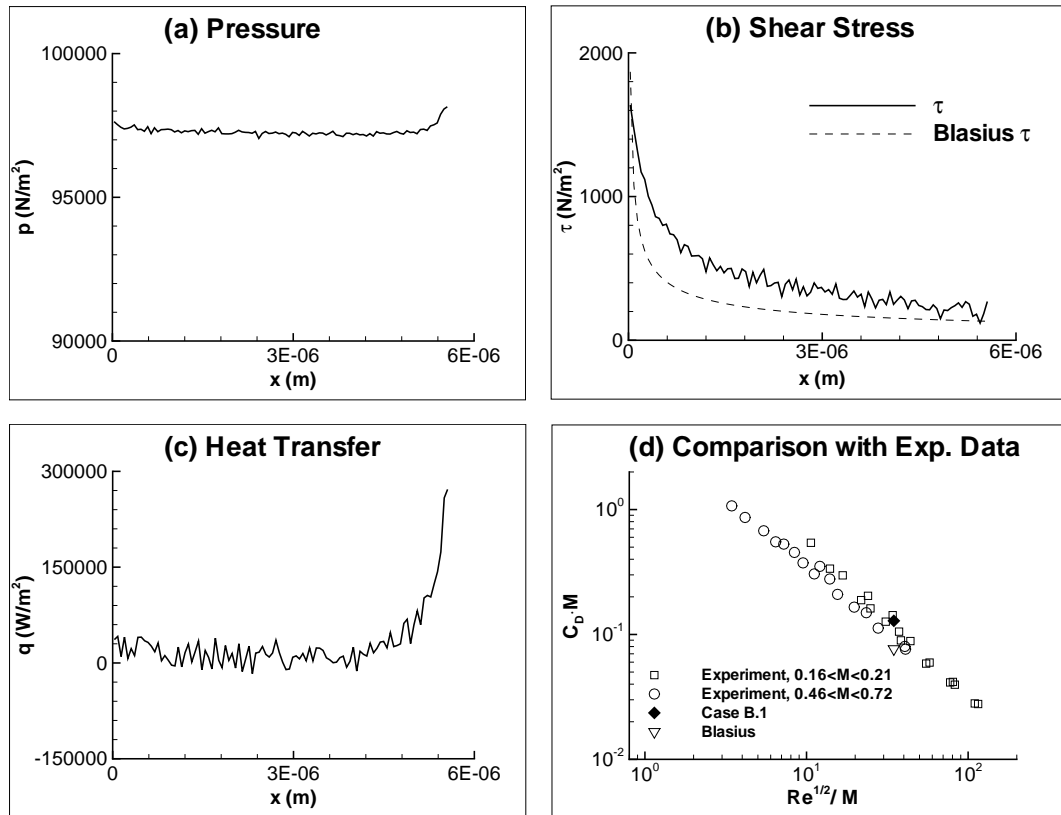 (a) Pressure
100000
95000
90000
p (N/m²)
0
3E-06
6E-06
x (m)
(b) Shear Stress
2000
1000
0
τ (N/m²)
τ
Blasius τ
0
3E-06
6E-06
x (m)
(c) Heat Transfer
300000
150000
0
-150000
q (W/m²)
0
3E-06
6E-06
x (m)
(d) Comparison with Exp. Data
10⁰
10⁻¹
10⁻²
C_D·M
Experiment, 0.16<M<0.21
Experiment, 0.46<M<0.72
Case B.1
Blasius
10⁰
10¹
10²
Re^1/2 / M